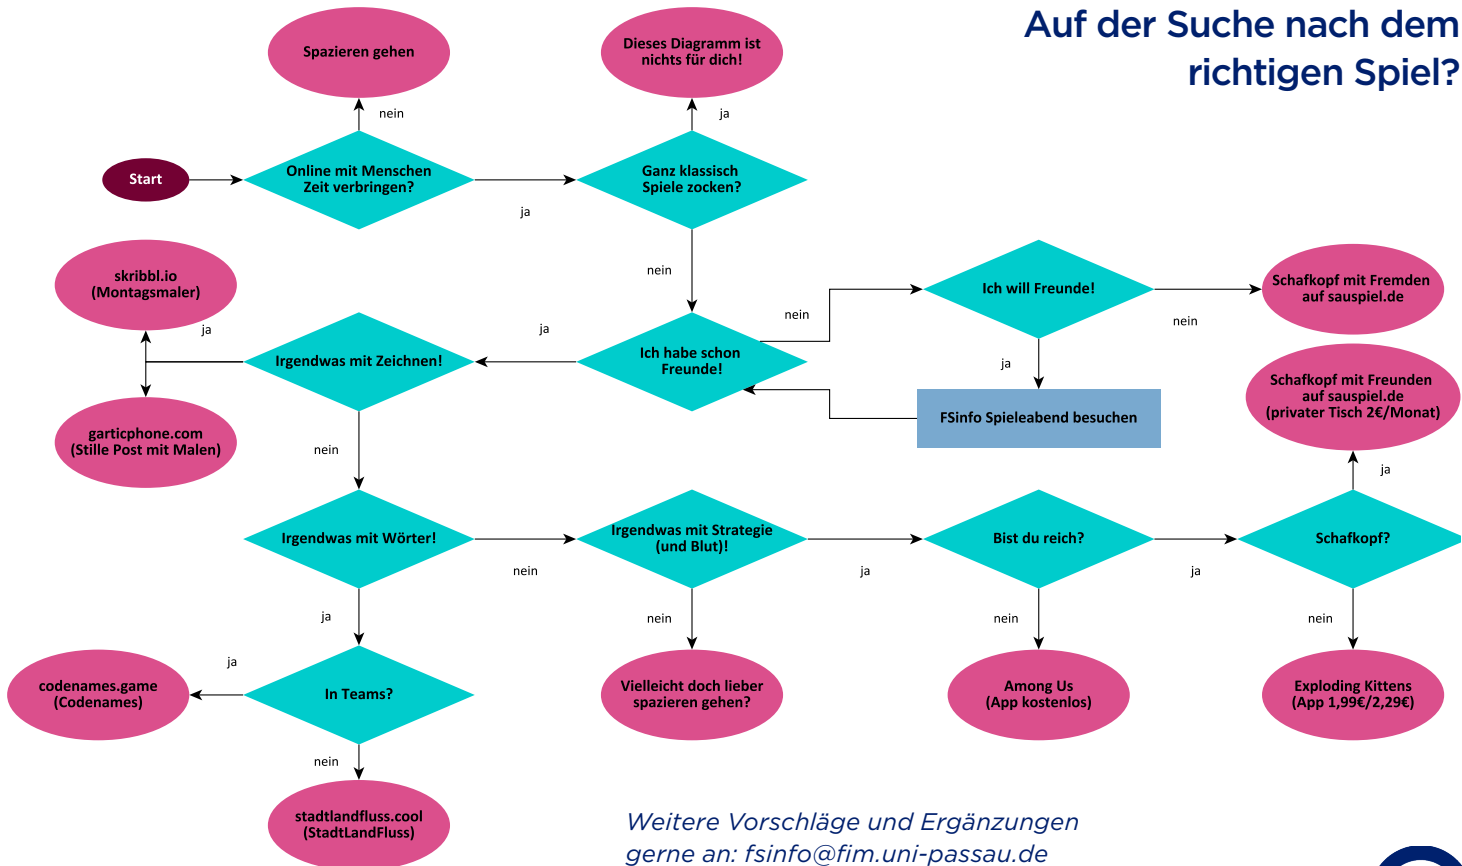 Auf der Suche nach dem
richtigen Spiel?
Spazieren gehen
Dieses Diagramm ist
nichts für dich!
nein
ja
Start
Online mit Menschen
Zeit verbringen?
ja
Ganz klassisch
Spiele zocken?
nein
skribbl.io
(Montagsmaler)
ja
Irgendwas mit Zeichnen!
ja
Ich habe schon
Freunde!
nein
Ich will Freunde!
nein
Schafkopf mit Fremden
auf sauspiel.de
ja
FSinfo Spieleabend besuchen
Schafkopf mit Freunden
auf sauspiel.de
(privater Tisch 2€/Monat)
ja
garticphone.com
(Stille Post mit Malen)
nein
Irgendwas mit Wörter!
nein
Irgendwas mit Strategie
(und Blut)!
ja
Bist du reich?
ja
Schafkopf?
ja
nein
nein
nein
codenames.game
(Codenames)
ja
In Teams?
Vielleicht doch lieber
spazieren gehen?
Among Us
(App kostenlos)
Exploding Kittens
(App 1,99€/2,29€)
nein
stadtlandfluss.cool
(StadtLandFluss)
Weitere Vorschläge und Ergänzungen
gerne an: fsinfo@fim.uni-passau.de